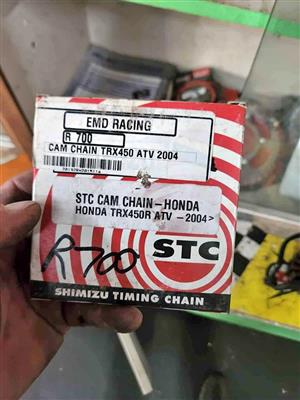 EMD RACING
R 700
CAM CHAIN TRX450 ATV 2004
STC CAM CHAIN-HONDA
HONDA TRX450R ATV -2004>
R700
STC
SHIMIZU TIMING CHAIN